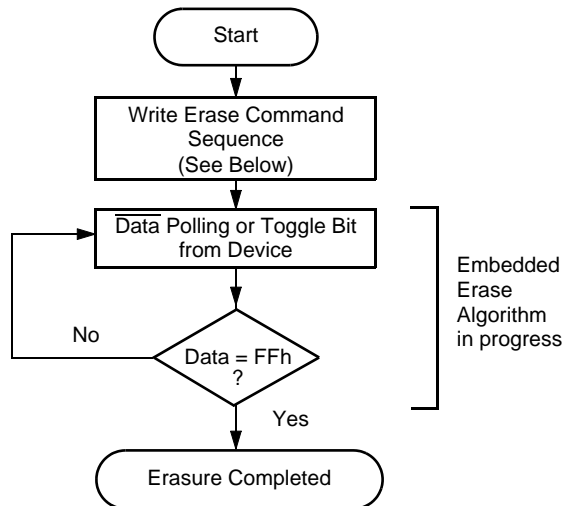 Start
Write Erase Command
Sequence
(See Below)
Data Polling or Toggle Bit
from Device
Embedded
Erase
Algorithm
in progress
No
Data = FFh
?
Yes
Erasure Completed